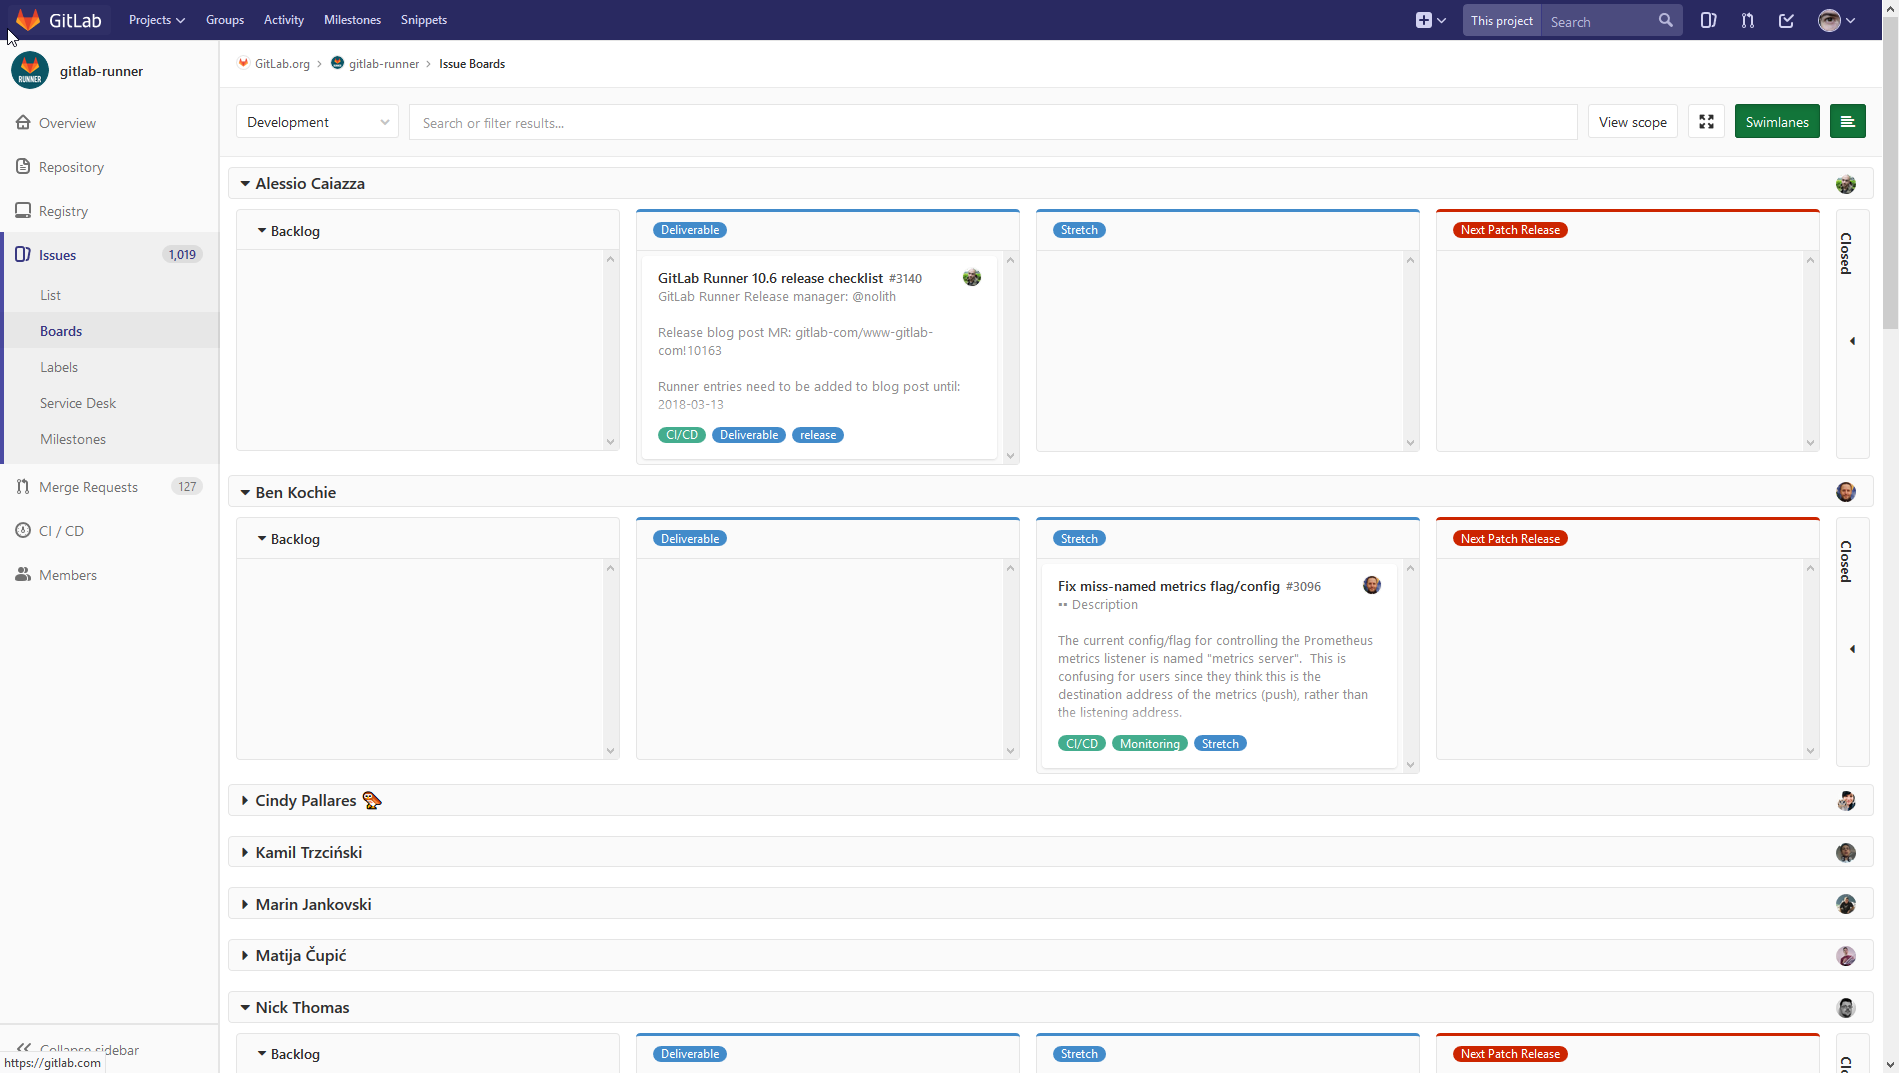 GitLab Projects Groups Activity Milestones Snippets This project Search
gitlab-runner
RUNNER
GitLab.org > gitlab-runner > Issue Boards
Overview
Repository
Registry
Issues 1,019
List
Boards
Labels
Service Desk
Milestones
Merge Requests 127
CI / CD
Members
Collapse sidebar
https://gitlab.com
Development Search or filter results... View scope Swimlanes
Alessio Caiazza
Backlog Deliverable Stretch Next Patch Release Closed
GitLab Runner 10.6 release checklist #3140
GitLab Runner Release manager: @nolith
Release blog post MR: gitlab-com/www-gitlab-
com!10163
Runner entries need to be added to blog post until:
2018-03-13
CI/CD Deliverable release
Ben Kochie
Backlog Deliverable Stretch Next Patch Release Closed
Fix miss-named metrics flag/config #3096
Description
The current config/flag for controlling the Prometheus
metrics listener is named "metrics server". This is
confusing for users since they think this is the
destination address of the metrics (push), rather than
the listening address.
CI/CD Monitoring Stretch
Cindy Pallares
Kamil Trzciński
Marin Jankovski
Matija Čupić
Nick Thomas
Backlog Deliverable Stretch Next Patch Release